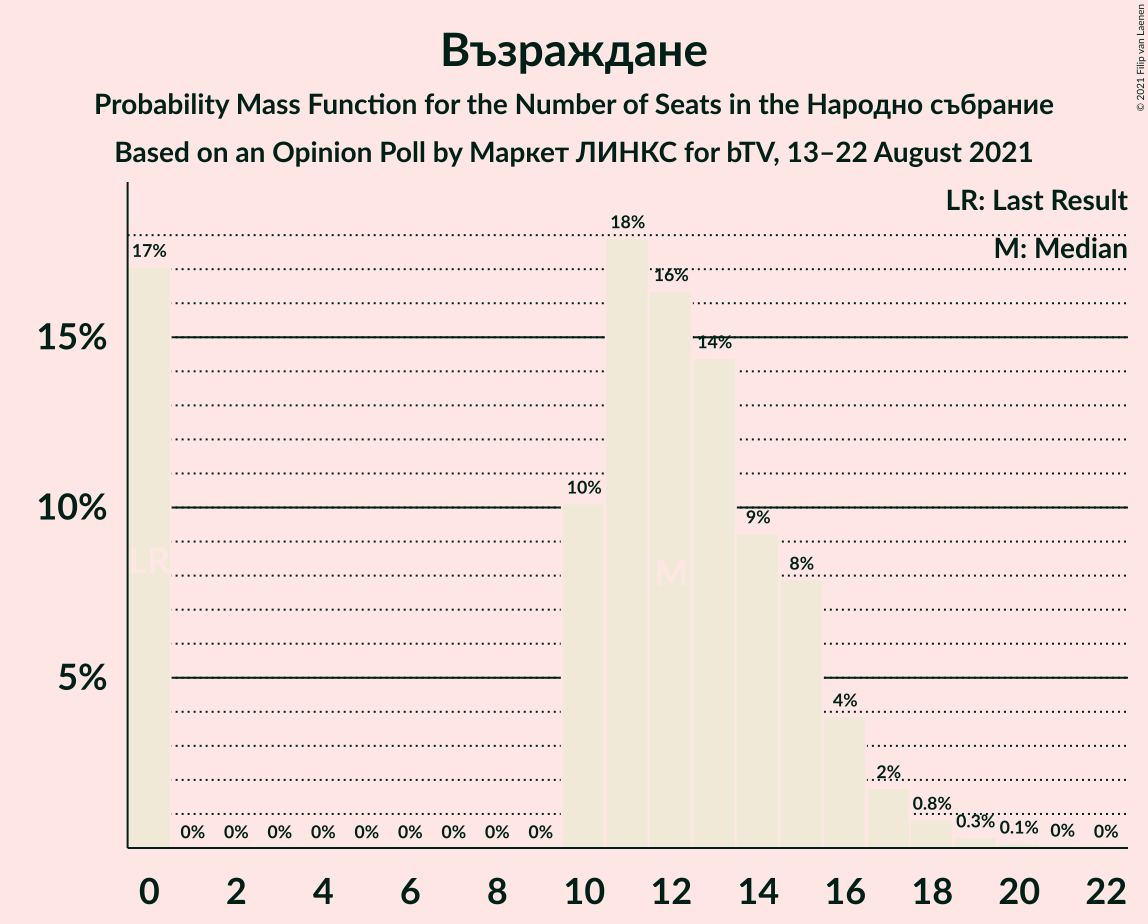 Възраждане
Probability Mass Function for the Number of Seats in the Народно събрание
Based on an Opinion Poll by Маркет ЛИНКС for bTV, 13–22 August 2021
© 2021 Filip van Laenen
LR: Last Result
M: Median
15%
10%
5%
17%
0%
0%
0%
0%
0%
0%
0%
0%
0%
10%
18%
16%
14%
9%
8%
4%
2%
0.8%
0.3%
0.1%
0%
0%
LR
M
0 2 4 6 8 10 12 14 16 18 20 22